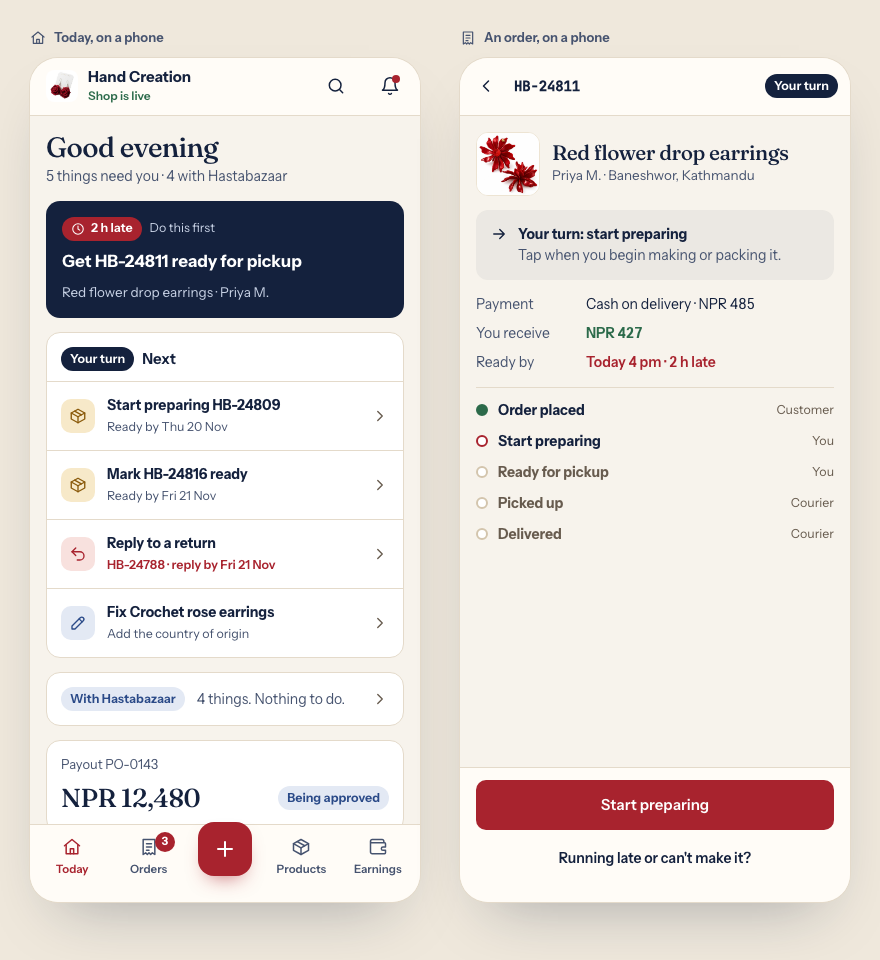 Today, on a phone
Hand Creation
Shop is live
Good evening
5 things need you · 4 with Hastabazaar
2 h late Do this first
Get HB-24811 ready for pickup
Red flower drop earrings · Priya M.
Your turn Next
Start preparing HB-24809
Ready by Thu 20 Nov
Mark HB-24816 ready
Ready by Fri 21 Nov
Reply to a return
HB-24788 · reply by Fri 21 Nov
Fix Crochet rose earrings
Add the country of origin
With Hastabazaar 4 things. Nothing to do.
Payout PO-0143
NPR 12,480 Being approved
3
Today Orders Products Earnings
An order, on a phone
HB-24811 Your turn
Red flower drop earrings
Priya M. · Baneshwor, Kathmandu
Your turn: start preparing
Tap when you begin making or packing it.
Payment Cash on delivery · NPR 485
You receive NPR 427
Ready by Today 4 pm · 2 h late
Order placed Customer
Start preparing You
Ready for pickup You
Picked up Courier
Delivered Courier
Start preparing
Running late or can't make it?